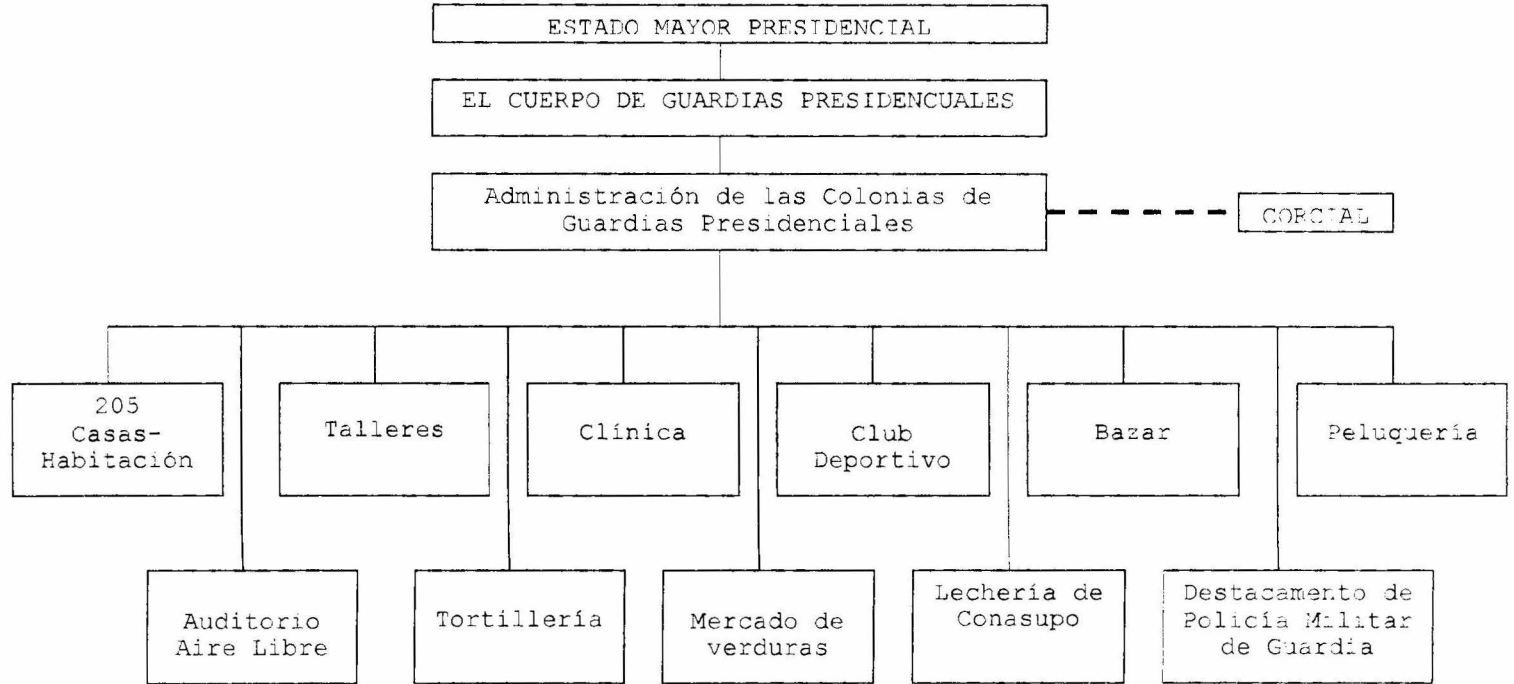 ESTADO MAYOR PRESIDENCIAL
EL CUERPO DE GUARDIAS PRESIDENCUALES
Administración de las Colonias de
Guardias Presidenciales
CORCIAL
205
Casas-
Habitación
Talleres
Clínica
Club
Deportivo
Bazar
Peluquería
Auditorio
Aire Libre
Tortillería
Mercado de
verduras
Lechería de
Conasupo
Destacamento de
Policía Militar
de Guardia